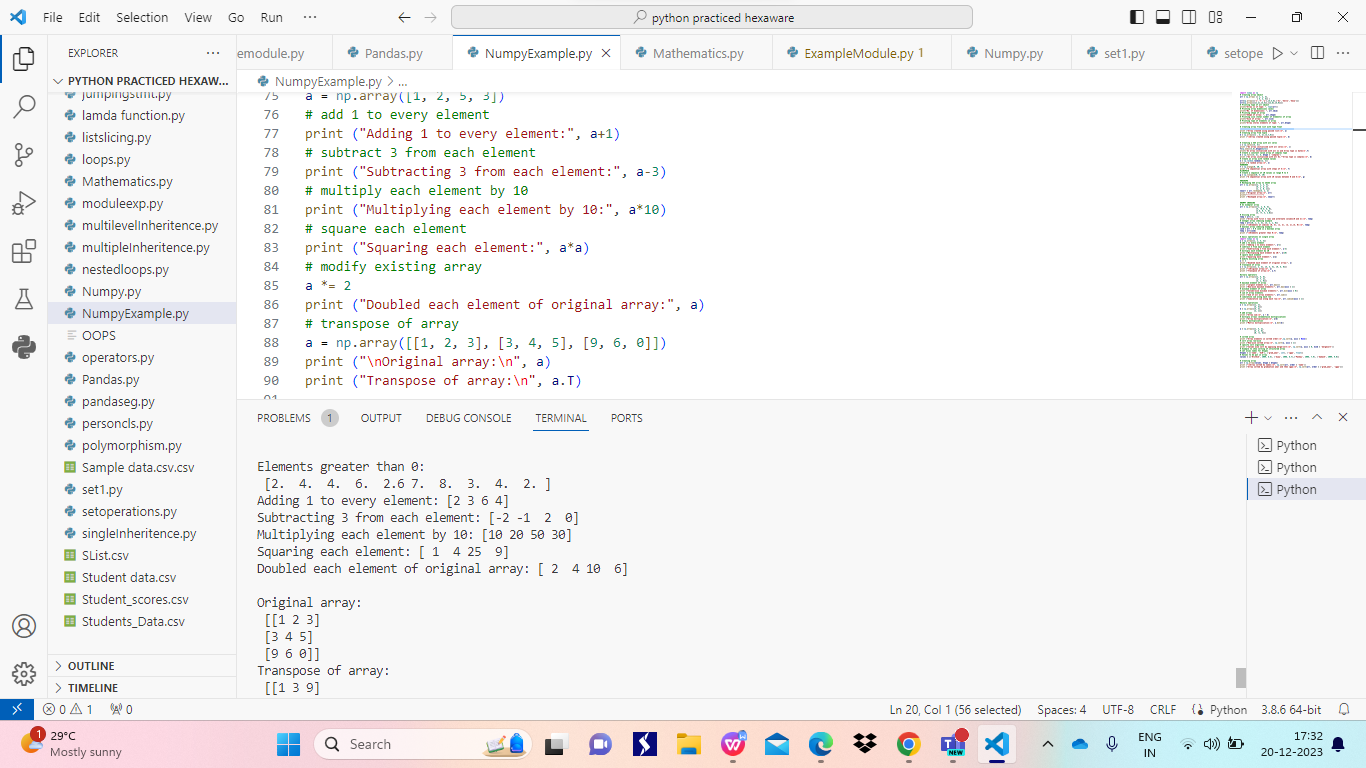 File Edit Selection View Go Run ··· python practiced hexaware
EXPLORER ···
emodule.py Pandas.py NumpyExample.py Mathematics.py ExampleModule.py 1 Numpy.py set1.py setope
PYTHON PRACTICED HEXAW...
NumpyExample.py > ...
jumpingstmt.py
lamda function.py
listslicing.py
loops.py
Mathematics.py
moduleexp.py
multilevelInheritence.py
multipleInheritence.py
nestedloops.py
Numpy.py
NumpyExample.py
OOPS
operators.py
Pandas.py
pandaseg.py
personcls.py
polymorphism.py
Sample data.csv.csv
set1.py
setoperations.py
singleInheritence.py
SList.csv
Student data.csv
Student_scores.csv
Students_Data.csv
OUTLINE
TIMELINE
75 a = np.array([1, 2, 5, 3])
76 # add 1 to every element
77 print ("Adding 1 to every element:", a+1)
78 # subtract 3 from each element
79 print ("Subtracting 3 from each element:", a-3)
80 # multiply each element by 10
81 print ("Multiplying each element by 10:", a*10)
82 # square each element
83 print ("Squaring each element:", a*a)
84 # modify existing array
85 a *= 2
86 print ("Doubled each element of original array:", a)
87 # transpose of array
88 a = np.array([[1, 2, 3], [3, 4, 5], [9, 6, 0]])
89 print ("\nOriginal array:\n", a)
90 print ("Transpose of array:\n", a.T)
91
PROBLEMS 1 OUTPUT DEBUG CONSOLE TERMINAL PORTS
Elements greater than 0:
[2. 4. 4. 6. 2.6 7. 8. 3. 4. 2. ]
Adding 1 to every element: [2 3 6 4]
Subtracting 3 from each element: [-2 -1 2 0]
Multiplying each element by 10: [10 20 50 30]
Squaring each element: [ 1 4 25 9]
Doubled each element of original array: [ 2 4 10 6]
Original array:
[[1 2 3]
[3 4 5]
[9 6 0]]
Transpose of array:
[[1 3 9]
Python
Python
Python
0 1 0 Ln 20, Col 1 (56 selected) Spaces: 4 UTF-8 CRLF Python 3.8.6 64-bit
1
29°C
Mostly sunny
Search
NEW
ENG
IN
17:32
20-12-2023